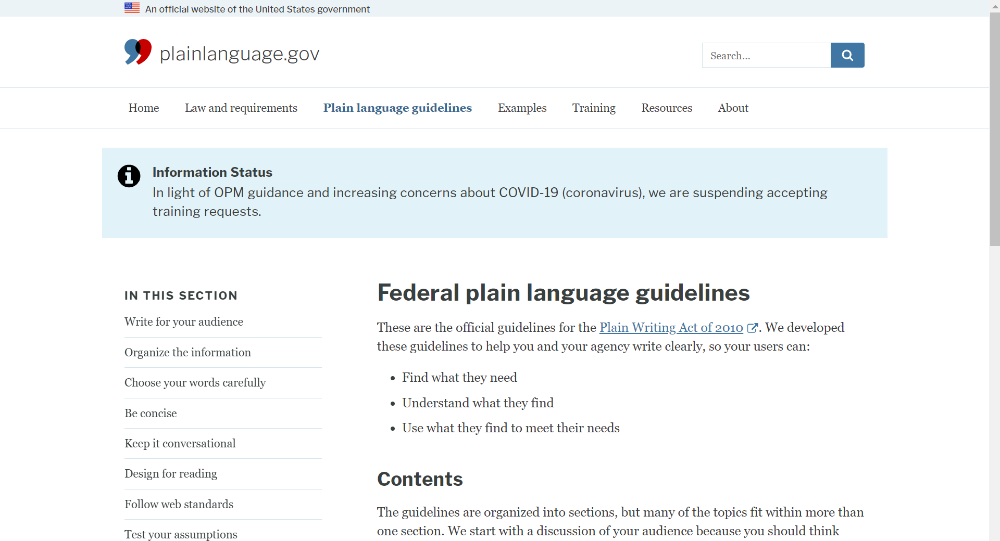 An official website of the United States government
plainlanguage.gov
Search...
Home Law and requirements Plain language guidelines Examples Training Resources About
Information Status
In light of OPM guidance and increasing concerns about COVID-19 (coronavirus), we are suspending accepting
training requests.
IN THIS SECTION
Write for your audience
Organize the information
Choose your words carefully
Be concise
Keep it conversational
Design for reading
Follow web standards
Test your assumptions
Federal plain language guidelines
These are the official guidelines for the Plain Writing Act of 2010. We developed
these guidelines to help you and your agency write clearly, so your users can:
• Find what they need
• Understand what they find
• Use what they find to meet their needs
Contents
The guidelines are organized into sections, but many of the topics fit within more than
one section. We start with a discussion of your audience because you should think